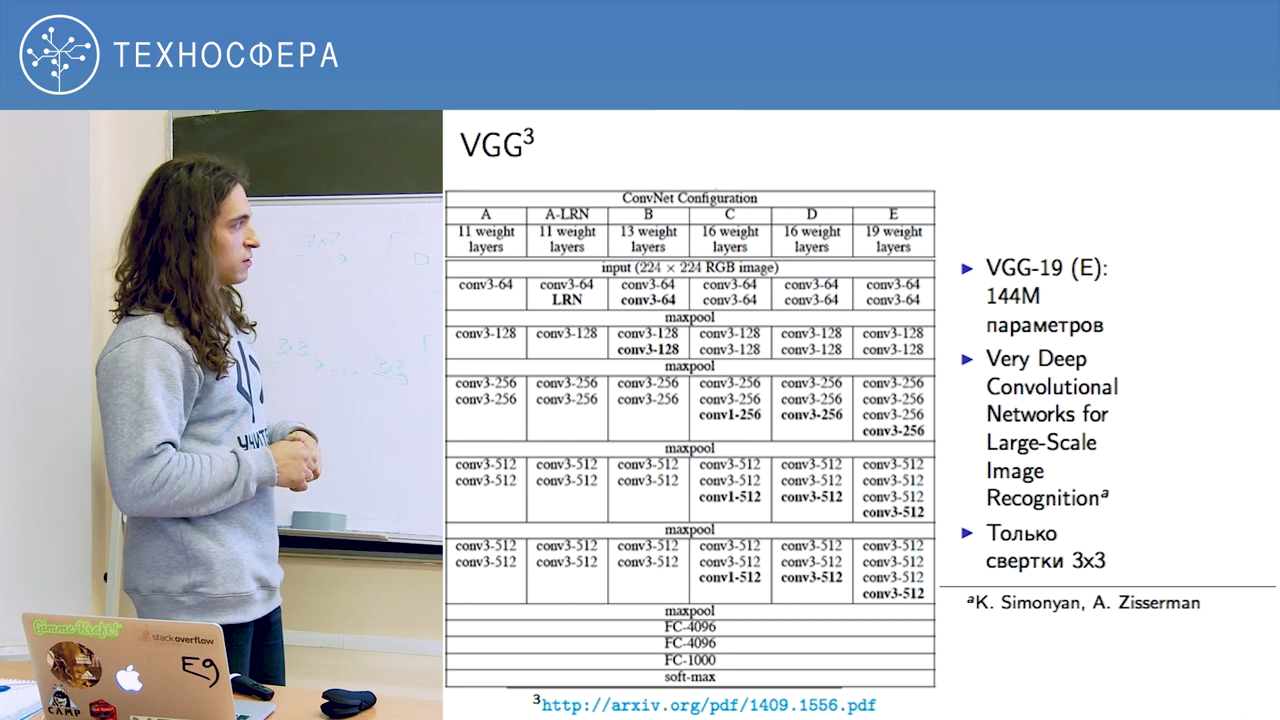 ТЕХНОСФЕРА
VGG³
ConvNet Configuration
A A-LRN B C D E
11 weight 11 weight 13 weight 16 weight 16 weight 19 weight
layers layers layers layers layers layers
input (224 × 224 RGB image)
conv3-64 conv3-64 conv3-64 conv3-64 conv3-64 conv3-64
LRN conv3-64 conv3-64 conv3-64 conv3-64
maxpool
conv3-128 conv3-128 conv3-128 conv3-128 conv3-128 conv3-128
conv3-128 conv3-128 conv3-128 conv3-128
maxpool
conv3-256 conv3-256 conv3-256 conv3-256 conv3-256 conv3-256
conv3-256 conv3-256 conv3-256 conv3-256 conv3-256 conv3-256
conv1-256 conv3-256 conv3-256
conv3-256
maxpool
conv3-512 conv3-512 conv3-512 conv3-512 conv3-512 conv3-512
conv3-512 conv3-512 conv3-512 conv3-512 conv3-512 conv3-512
conv1-512 conv3-512 conv3-512
conv3-512
maxpool
conv3-512 conv3-512 conv3-512 conv3-512 conv3-512 conv3-512
conv3-512 conv3-512 conv3-512 conv3-512 conv3-512 conv3-512
conv1-512 conv3-512 conv3-512
conv3-512
maxpool
FC-4096
FC-4096
FC-1000
soft-max
³http://arxiv.org/pdf/1409.1556.pdf
VGG-19 (E):
144M
параметров
Very Deep
Convolutional
Networks for
Large-Scale
Image
Recognitionᵃ
Только
свертки 3x3
ᵃK. Simonyan, A. Zisserman
7x7
D
3x3 ... 3x3
Gimme Kraft!
stackoverflow
E9
CAMP